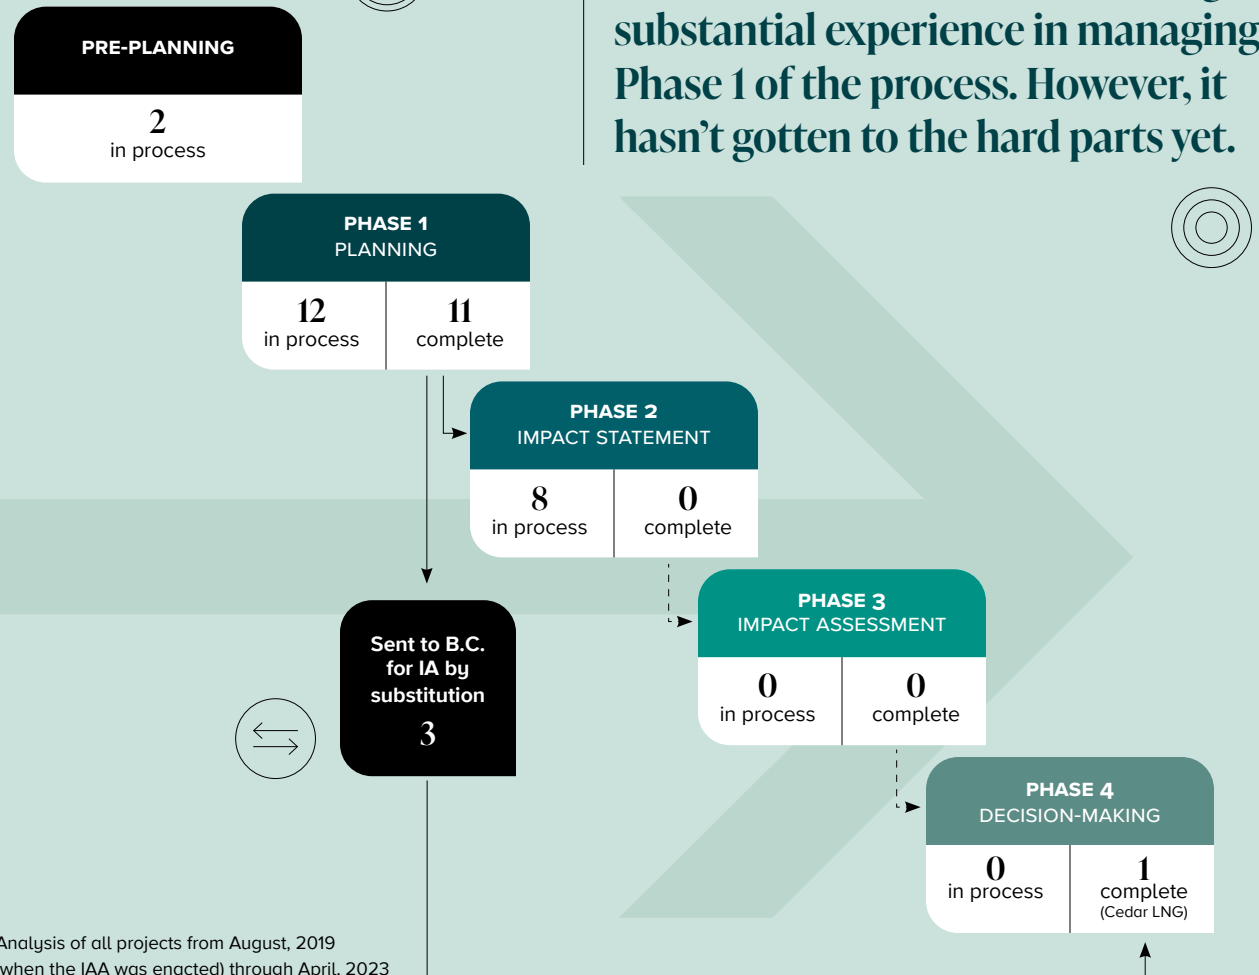 substantial experience in managing
Phase 1 of the process. However, it
hasn't gotten to the hard parts yet.
PRE-PLANNING
2
in process
PHASE 1
PLANNING
12
in process
11
complete
PHASE 2
IMPACT STATEMENT
8
in process
0
complete
Sent to B.C.
for IA by
substitution
3
PHASE 3
IMPACT ASSESSMENT
0
in process
0
complete
PHASE 4
DECISION-MAKING
0
in process
1
complete
(Cedar LNG)
Analysis of all projects from August, 2019
(when the IAA was enacted) through April, 2023